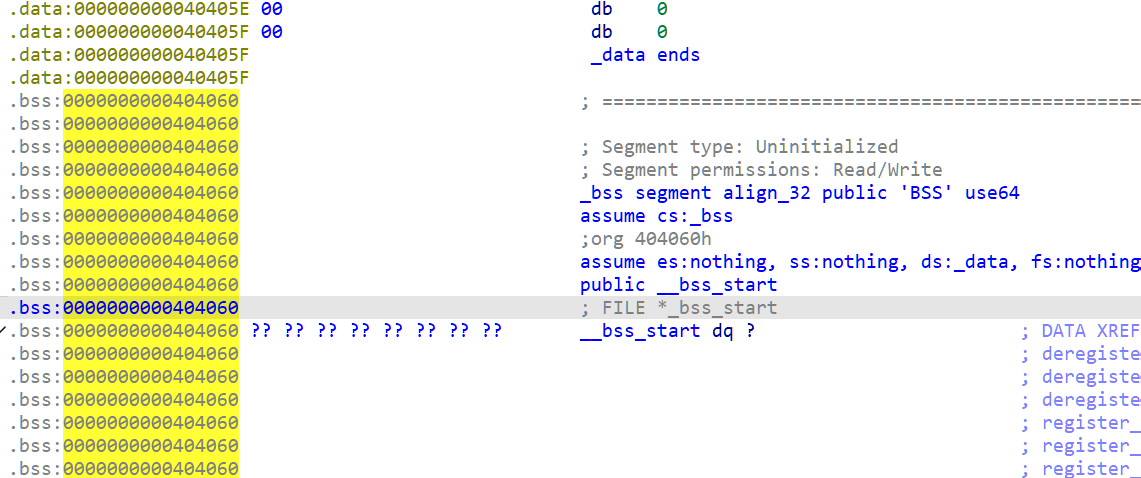 .data:000000000040405E 00 db 0
.data:000000000040405F 00 db 0
.data:000000000040405F _data ends
.data:000000000040405F
.bss:0000000000404060 ; =================================================
.bss:0000000000404060
.bss:0000000000404060 ; Segment type: Uninitialized
.bss:0000000000404060 ; Segment permissions: Read/Write
.bss:0000000000404060 _bss segment align_32 public 'BSS' use64
.bss:0000000000404060 assume cs:_bss
.bss:0000000000404060 ;org 404060h
.bss:0000000000404060 assume es:nothing, ss:nothing, ds:_data, fs:nothing
.bss:0000000000404060 public __bss_start
.bss:0000000000404060 ; FILE *_bss_start
.bss:0000000000404060 ?? ?? ?? ?? ?? ?? ?? ?? __bss_start dq ? ; DATA XREF
.bss:0000000000404060 ; deregiste
.bss:0000000000404060 ; deregiste
.bss:0000000000404060 ; deregiste
.bss:0000000000404060 ; register_
.bss:0000000000404060 ; register_
.bss:0000000000404060 ; register_